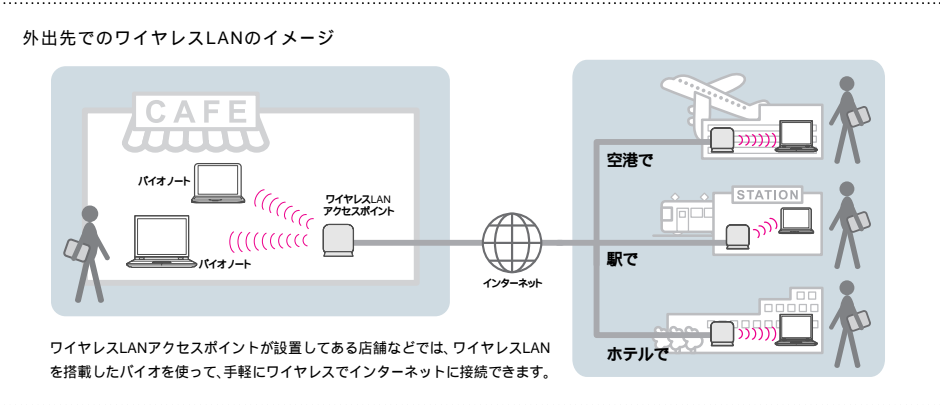 外出先でのワイヤレスLANのイメージ
CAFE
バイオノート
ワイヤレスLAN
アクセスポイント
バイオノート
インターネット
空港で
STATION
駅で
ホテルで
ワイヤレスLANアクセスポイントが設置してある店舗などでは、ワイヤレスLAN
を搭載したバイオを使って、手軽にワイヤレスでインターネットに接続できます。